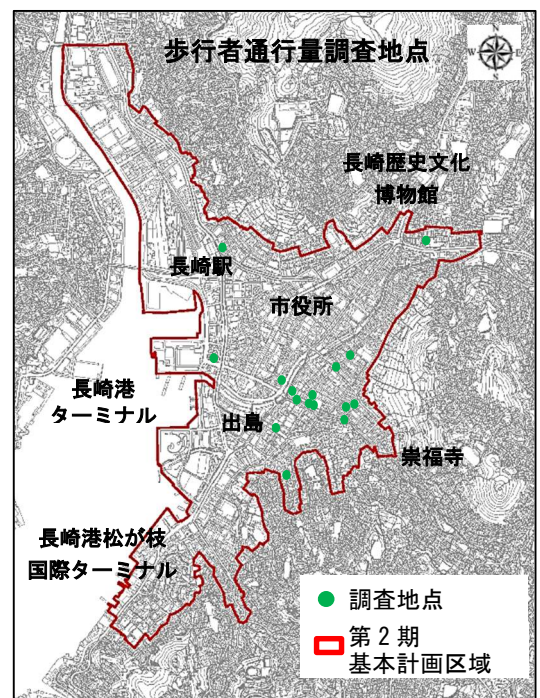 歩行者通行量調査地点
N
W
E
S
長崎歴史文化
博物館
長崎駅
市役所
長崎港
ターミナル
出島
崇福寺
長崎港松が枝
国際ターミナル
調査地点
第2期
基本計画区域